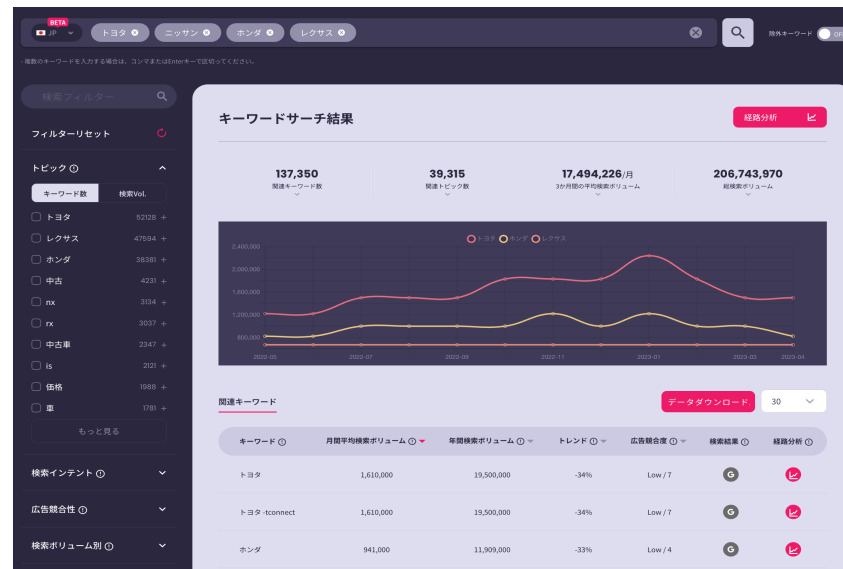 BETA
JP
トヨタ
ニッサン
ホンダ
レクサス
除外キーワード
OFF
・複数のキーワードを入力する場合は、コンマまたはEnterキーで区切ってください。
検索フィルター
フィルターリセット
トピック
キーワード数 検索Vol.
トヨタ 52128 +
レクサス 47594 +
ホンダ 38381 +
中古 4231 +
nx 3134 +
rx 3037 +
中古車 2347 +
is 2121 +
価格 1988 +
車 1781 +
もっと見る
検索インテント
広告競合性
検索ボリューム別
キーワードサーチ結果
経路分析
137,350 39,315 17,494,226/月 206,743,970
関連キーワード数 関連トピック数 3か月間の平均検索ボリューム 総検索ボリューム
トヨタ ホンダ レクサス
2,400,000
2,000,000
1,600,000
1,200,000
800,000
2022-05 2022-07 2022-09 2022-11 2023-01 2023-03 2023-04
関連キーワード
データダウンロード
30
キーワード 月間平均検索ボリューム 年間検索ボリューム トレンド 広告競合度 検索結果 経路分析
トヨタ 1,610,000 19,500,000 -34% Low / 7 G
トヨタ -tconnect 1,610,000 19,500,000 -34% Low / 7 G
ホンダ 941,000 11,909,000 -33% Low / 4 G